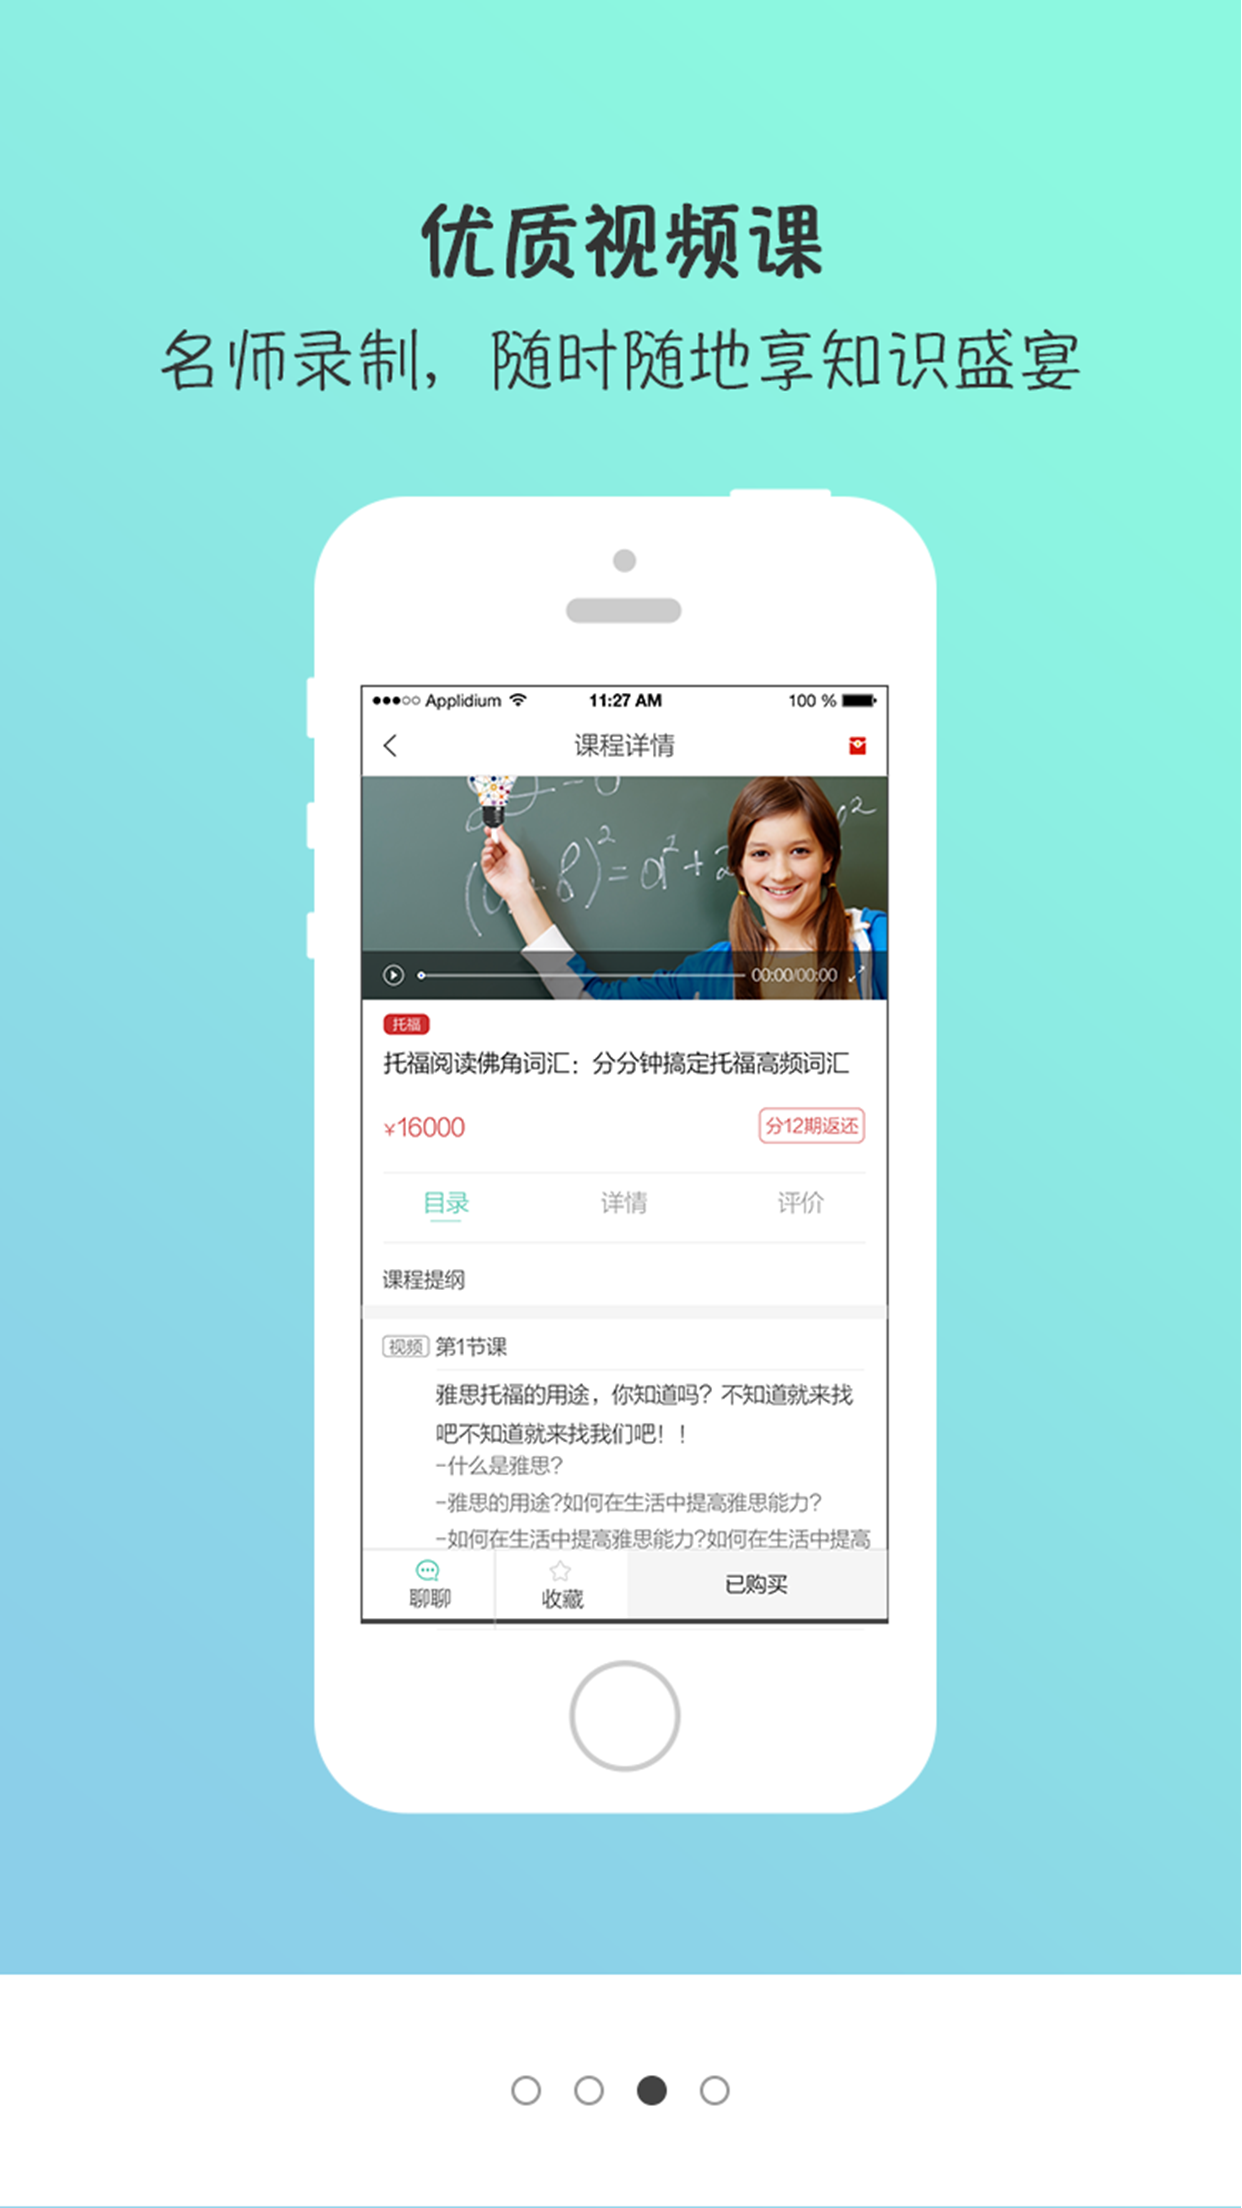 优质视频课
名师录制，随时随地享知识盛宴
Applidium 11:27 AM 100 %
课程详情
00:00/00:00
托福
托福阅读佛角词汇：分分钟搞定托福高频词汇
¥16000 分12期返还
目录 详情 评价
课程提纲
视频 第1节课
雅思托福的用途，你知道吗？不知道就来找
吧不知道就来找我们吧！！
-什么是雅思?
-雅思的用途?如何在生活中提高雅思能力?
-如何在生活中提高雅思能力?如何在生活中提高
聊聊 收藏 已购买